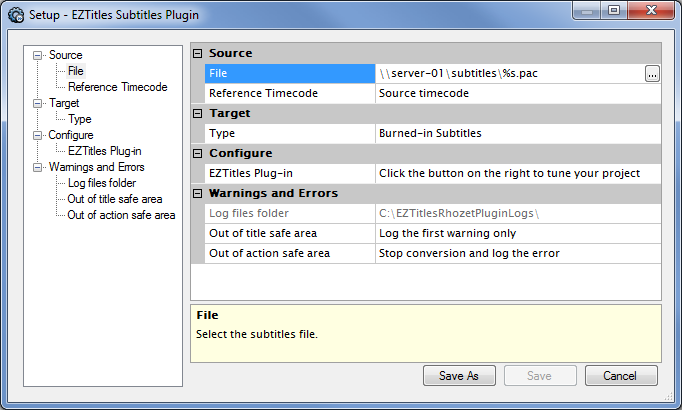 Setup - EZTitles Subtitles Plugin
Source
File
Reference Timecode
Target
Type
Configure
EZTitles Plug-in
Warnings and Errors
Log files folder
Out of title safe area
Out of action safe area
Source
File \\server-01\subtitles\%s.pac ...
Reference Timecode Source timecode
Target
Type Burned-in Subtitles
Configure
EZTitles Plug-in Click the button on the right to tune your project
Warnings and Errors
Log files folder C:\EZTitlesRhozetPluginLogs\
Out of title safe area Log the first warning only
Out of action safe area Stop conversion and log the error
File
Select the subtitles file.
Save As Save Cancel